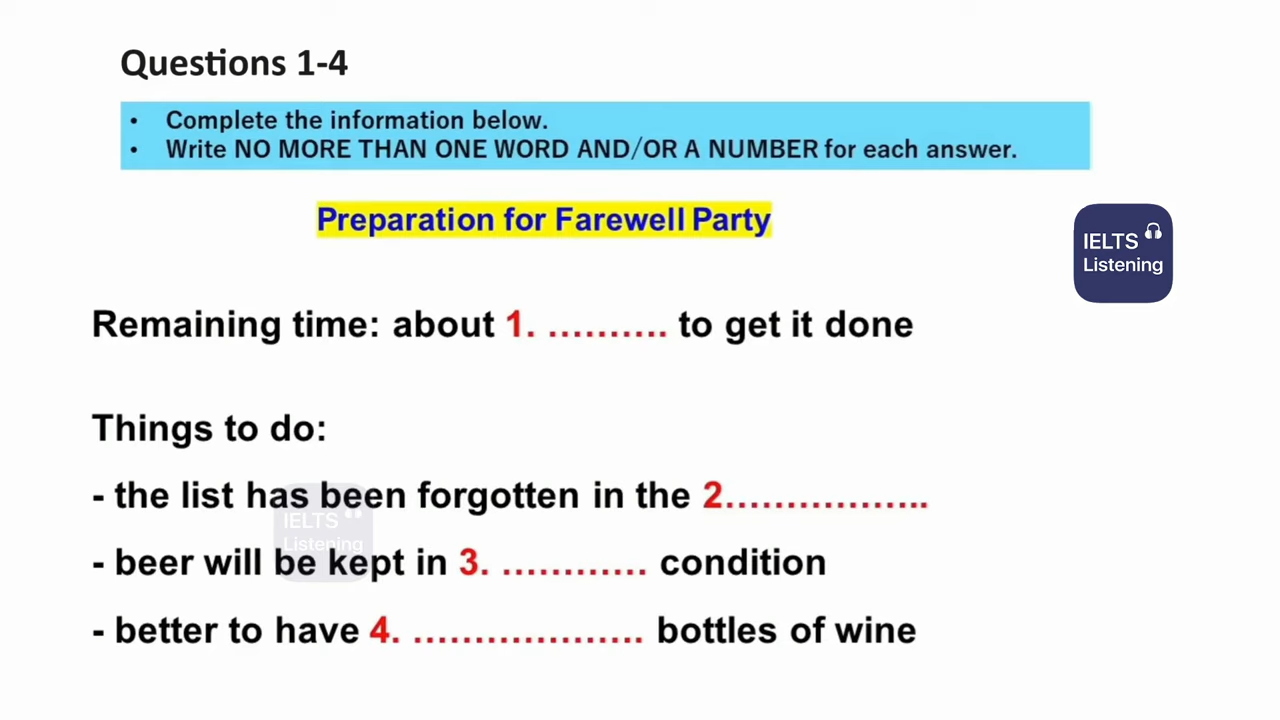 Questions 1-4
• Complete the information below.
• Write NO MORE THAN ONE WORD AND/OR A NUMBER for each answer.
Preparation for Farewell Party
IELTS
Listening
Remaining time: about 1. .......... to get it done
Things to do:
- the list has been forgotten in the 2..................
IELTS
Listening
- beer will be kept in 3. ............ condition
- better to have 4. ................... bottles of wine